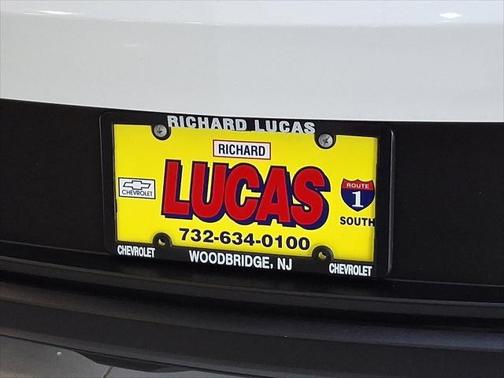 RICHARD LUCAS
RICHARD
LUCAS
CHEVROLET
ROUTE
1
SOUTH
732-634-0100
CHEVROLET
WOODBRIDGE, NJ
CHEVROLET